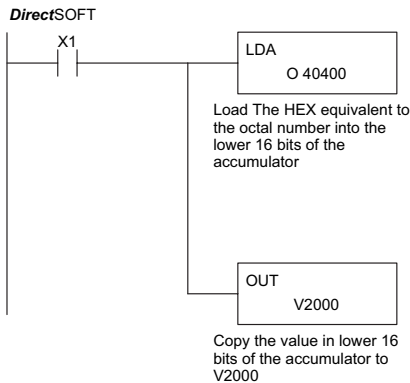 DirectSOFT
X1
LDA
O 40400
Load The HEX equivalent to
the octal number into the
lower 16 bits of the
accumulator
OUT
V2000
Copy the value in lower 16
bits of the accumulator to
V2000